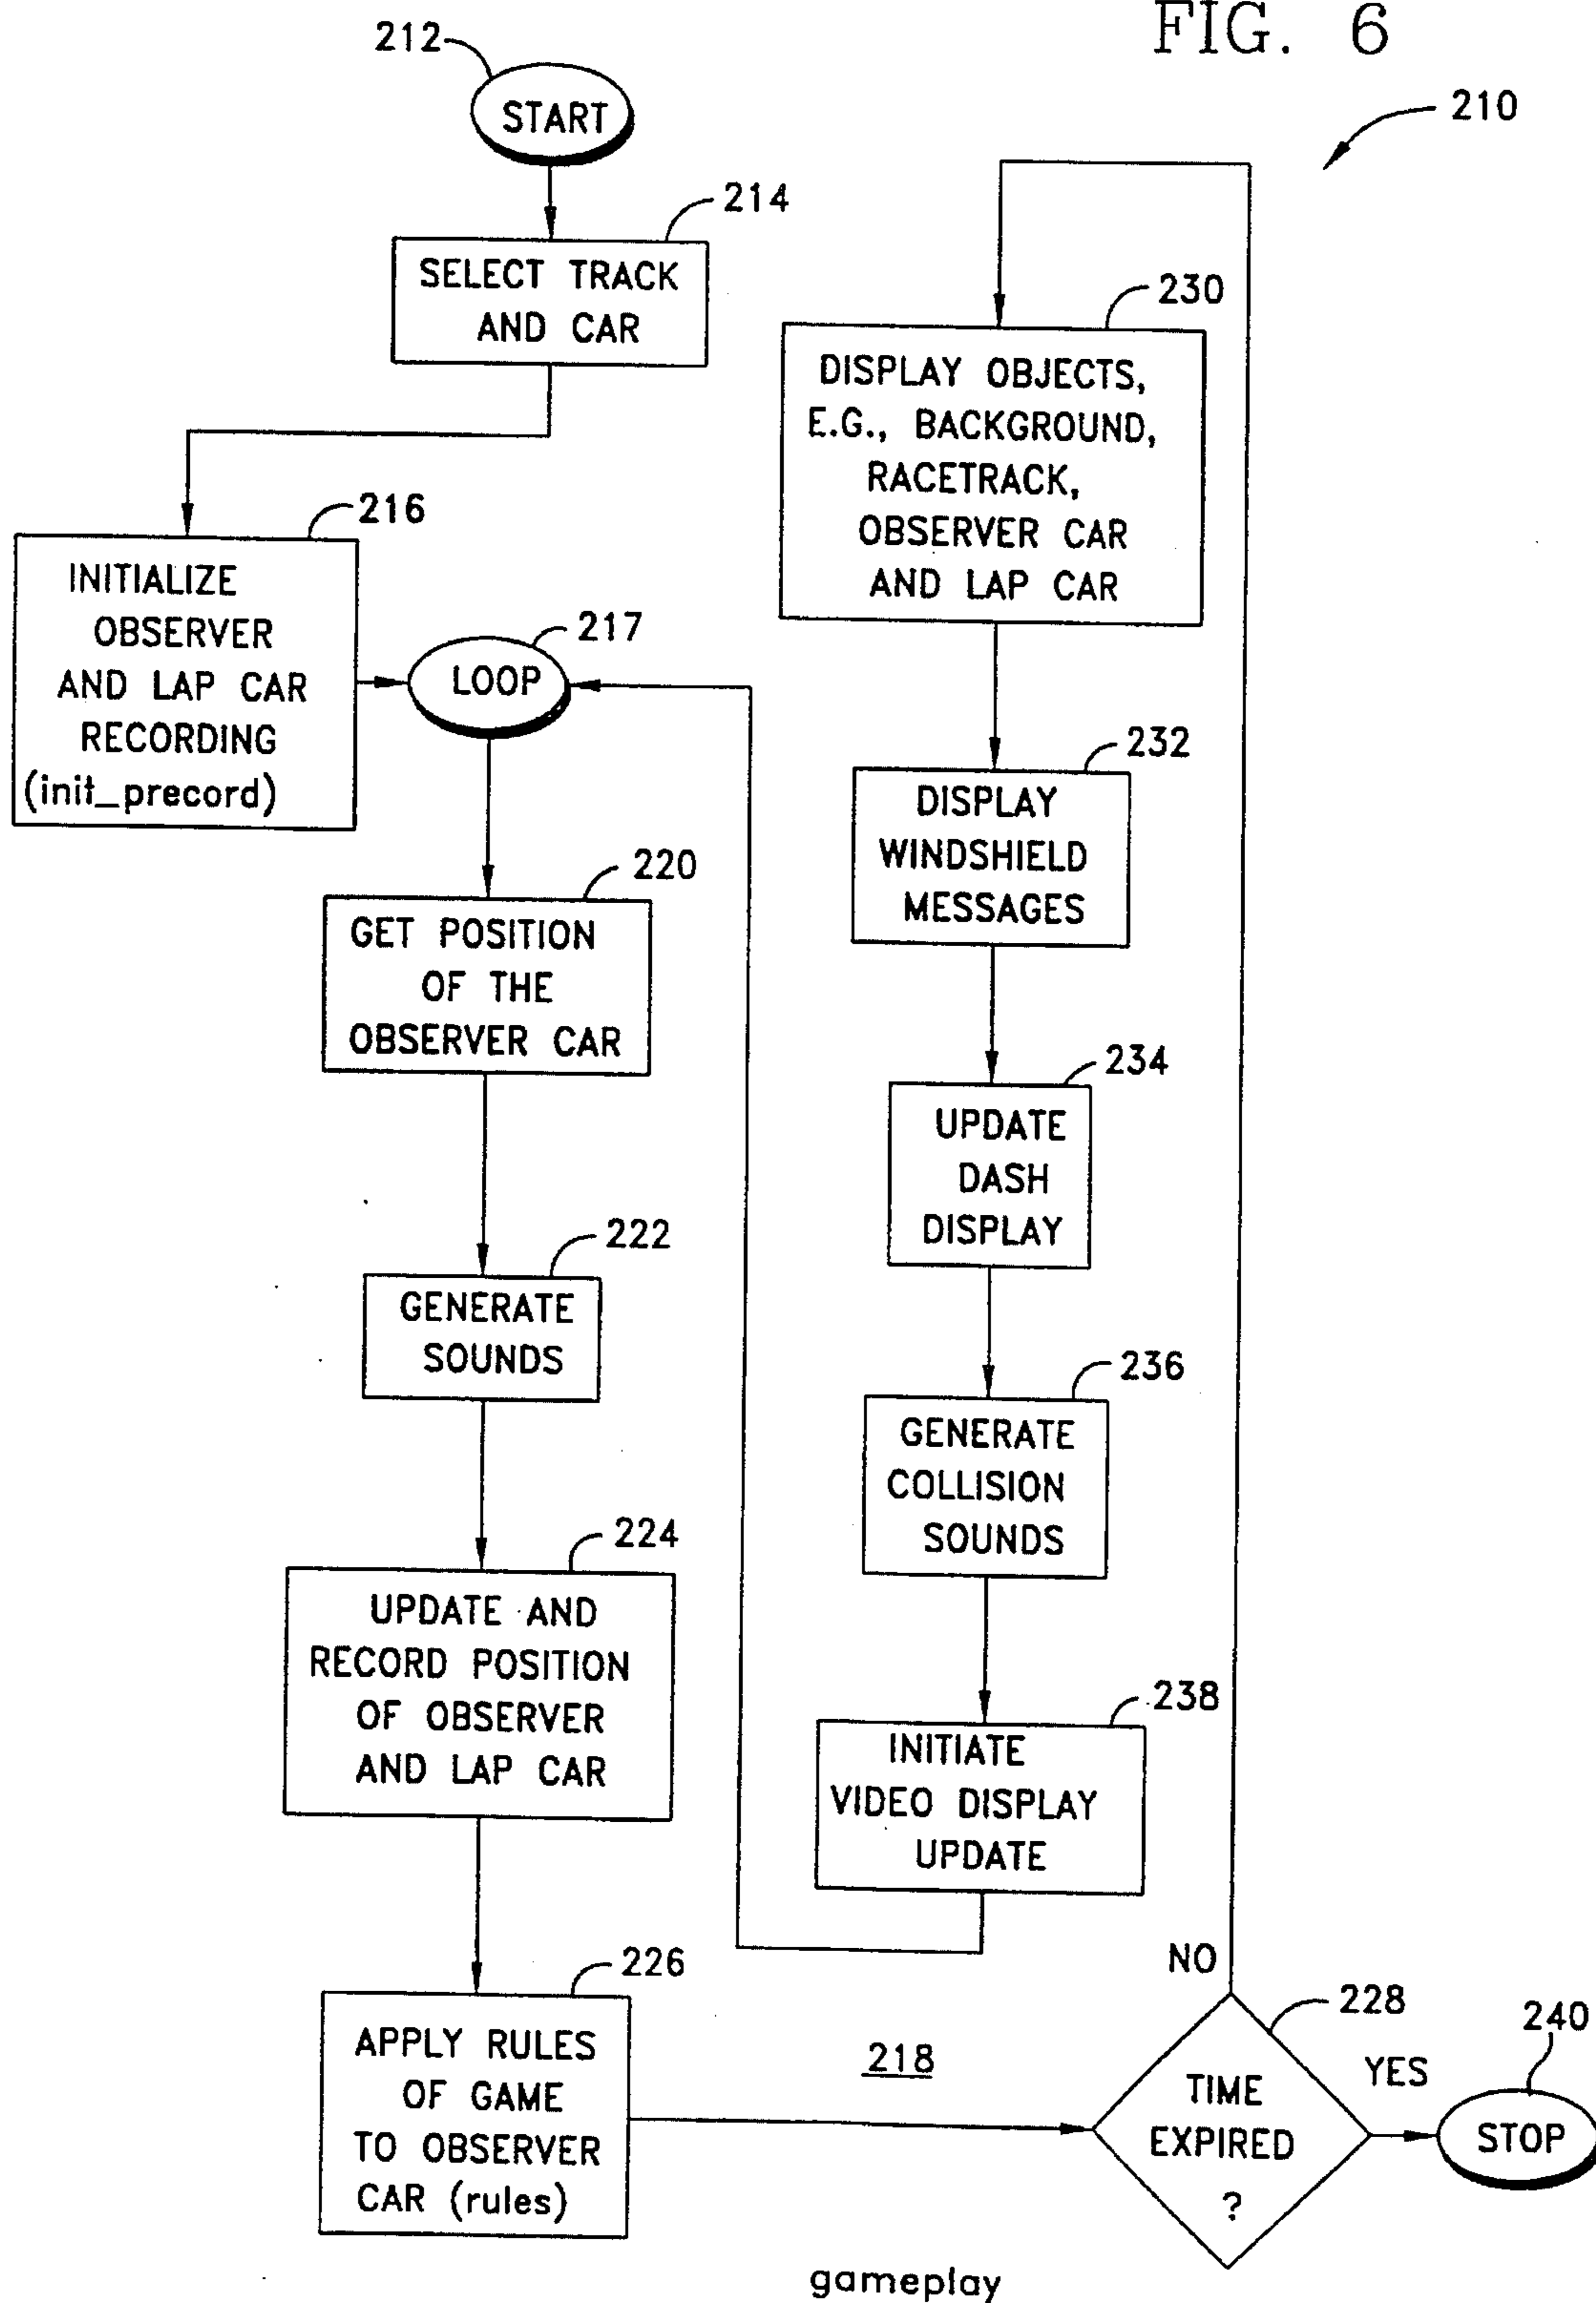 FIG. 6
210
212
START
214
SELECT TRACK
AND CAR
216
INITIALIZE
OBSERVER
AND LAP CAR
RECORDING
(init_precord)
217
LOOP
220
GET POSITION
OF THE
OBSERVER CAR
222
GENERATE
SOUNDS
224
UPDATE AND
RECORD POSITION
OF OBSERVER
AND LAP CAR
226
APPLY RULES
OF GAME
TO OBSERVER
CAR (rules)
218
228
TIME
EXPIRED
?
NO
YES
240
STOP
230
DISPLAY OBJECTS,
E.G., BACKGROUND,
RACETRACK,
OBSERVER CAR
AND LAP CAR
232
DISPLAY
WINDSHIELD
MESSAGES
234
UPDATE
DASH
DISPLAY
236
GENERATE
COLLISION
SOUNDS
238
INITIATE
VIDEO DISPLAY
UPDATE
gameplay